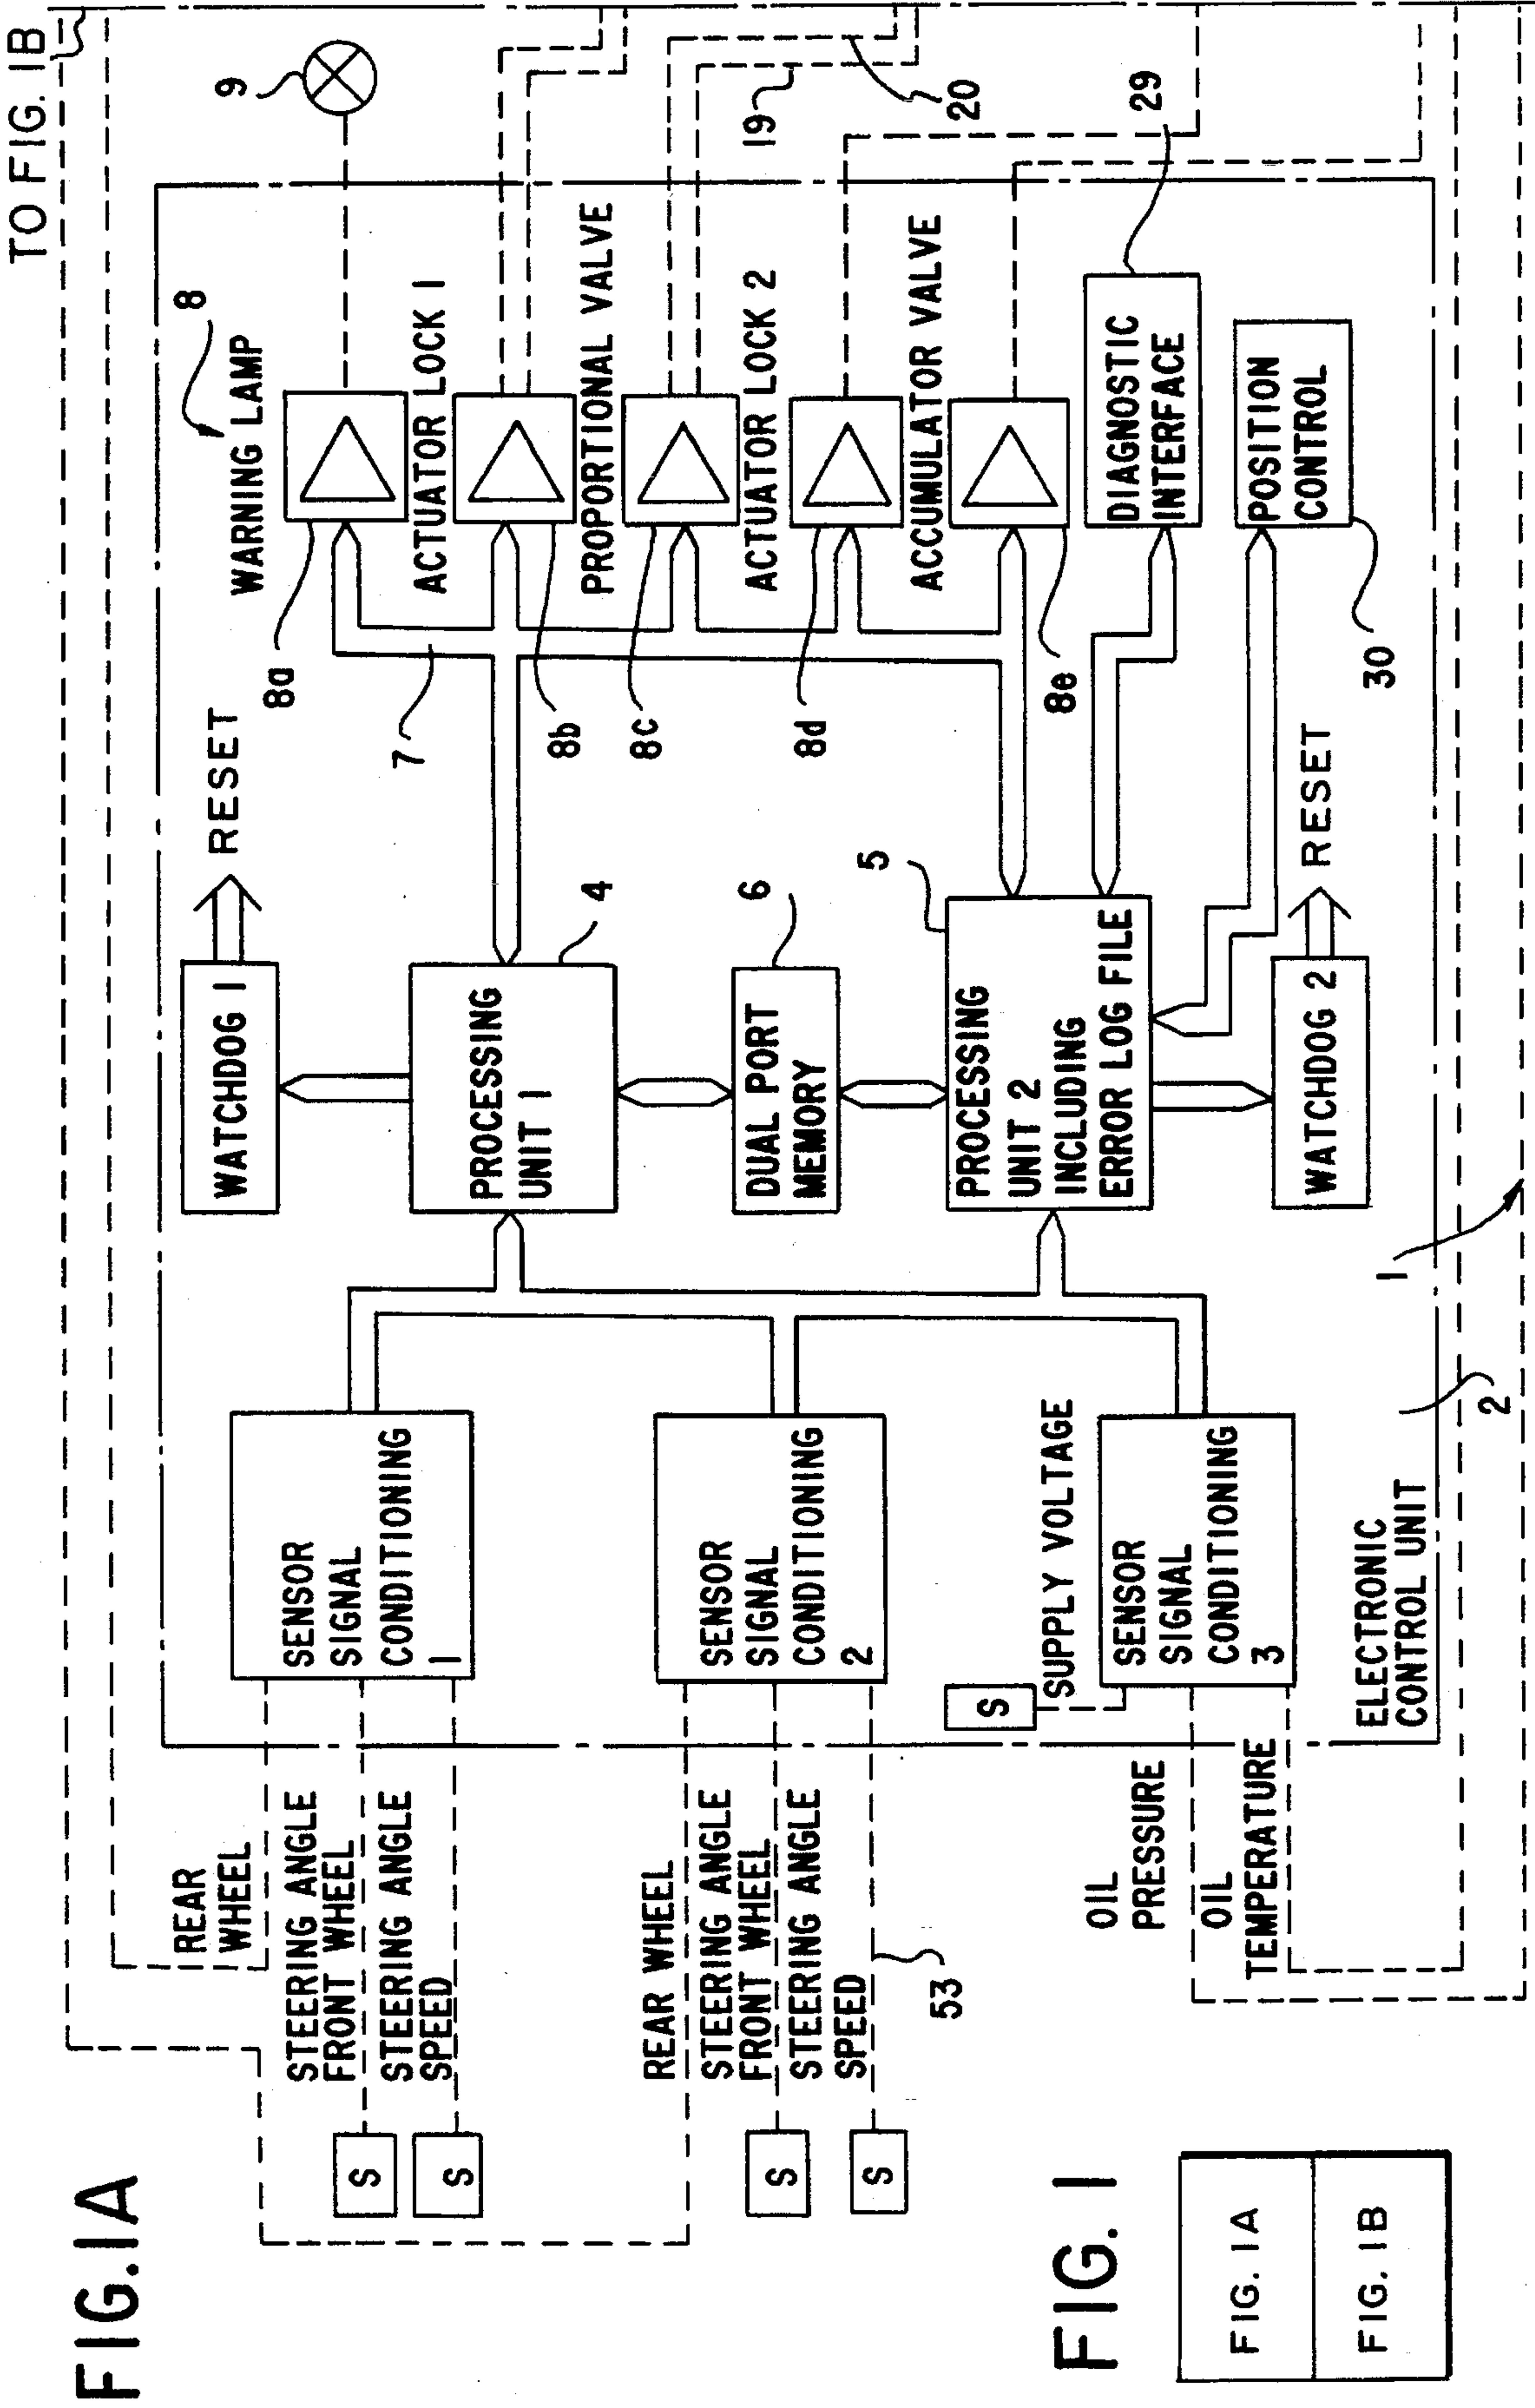 FIG.1A
TO FIG. 1B
REAR
WHEEL
STEERING ANGLE
FRONT WHEEL
STEERING ANGLE
SPEED
S
S
REAR WHEEL
STEERING ANGLE
FRONT WHEEL
STEERING ANGLE
SPEED
S
S
53
OIL
PRESSURE
OIL
TEMPERATURE
S
SUPPLY VOLTAGE
SENSOR
SIGNAL
CONDITIONING
1
SENSOR
SIGNAL
CONDITIONING
2
SENSOR
SIGNAL
CONDITIONING
3
ELECTRONIC
CONTROL UNIT
2
1
WATCHDOG 1
RESET
PROCESSING
UNIT 1
4
DUAL PORT
MEMORY
6
PROCESSING
UNIT 2
INCLUDING
ERROR LOG FILE
5
WATCHDOG 2
RESET
7
8
WARNING LAMP
8a
9
ACTUATOR LOCK 1
8b
PROPORTIONAL VALVE
8c
19
20
ACTUATOR LOCK 2
8d
ACCUMULATOR VALVE
8e
DIAGNOSTIC
INTERFACE
29
POSITION
CONTROL
30
FIG. 1
FIG. 1A
FIG. 1B